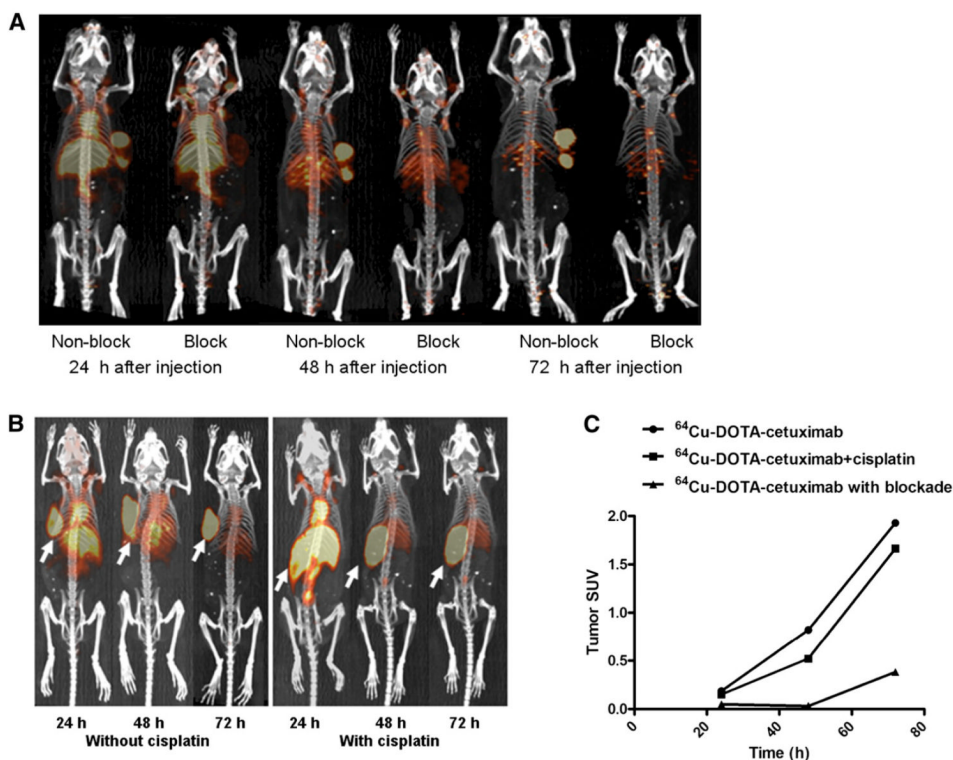 A
Non-block Block Non-block Block Non-block Block
24 h after injection 48 h after injection 72 h after injection
B
24 h 48 h 72 h 24 h 48 h 72 h
Without cisplatin With cisplatin
C
⁶⁴Cu-DOTA-cetuximab
⁶⁴Cu-DOTA-cetuximab+cisplatin
⁶⁴Cu-DOTA-cetuximab with blockade
Tumor SUV
2.0
1.5
1.0
0.5
0.0
0 20 40 60 80
Time (h)